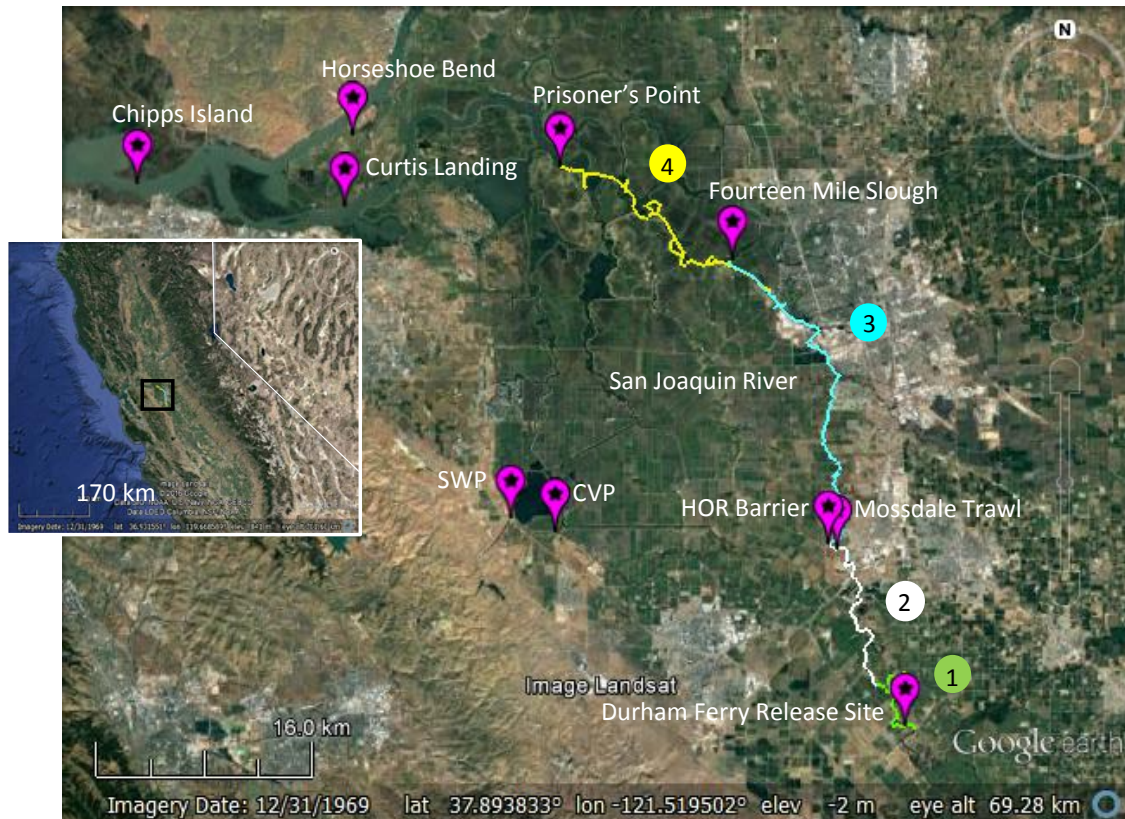 N
Horseshoe Bend
Chipps Island
Prisoner's Point
4
Curtis Landing
Fourteen Mile Slough
3
San Joaquin River
170 km
SWP
CVP
HOR Barrier
Mossdale Trawl
2
1
Image Landsat
Durham Ferry Release Site
16.0 km
Google earth
Imagery Date: 12/31/1969 lat 37.893833° lon -121.519502° elev -2 m eye alt 69.28 km